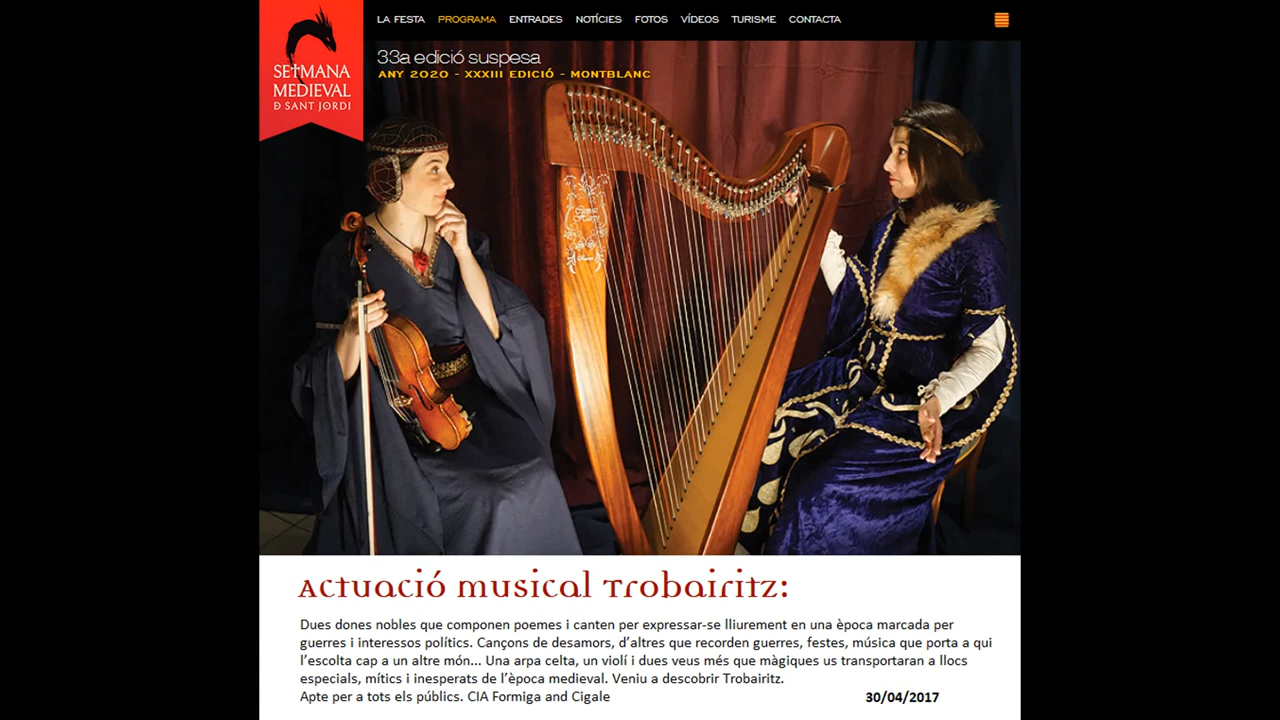 LA FESTA PROGRAMA ENTRADES NOTÍCIES FOTOS VÍDEOS TURISME CONTACTA
SETMANA
MEDIEVAL
Đ SANT JORDI
33a edició suspesa
ANY 2020 - XXXIII EDICIÓ - MONTBLANC
Actuació musical Trobairitz:
Dues dones nobles que componen poemes i canten per expressar-se lliurement en una època marcada per
guerres i interessos polítics. Cançons de desamors, d'altres que recorden guerres, festes, música que porta a qui
l'escolta cap a un altre món... Una arpa celta, un violí i dues veus més que màgiques us transportaran a llocs
especials, mítics i inesperats de l'època medieval. Veniu a descobrir Trobairitz.
Apte per a tots els públics. CIA Formiga and Cigale 30/04/2017